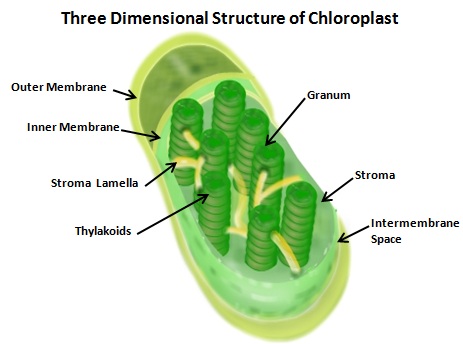 Three Dimensional Structure of Chloroplast
Outer Membrane
Granum
Inner Membrane
Stroma Lamella
Stroma
Thylakoids
Intermembrane
Space